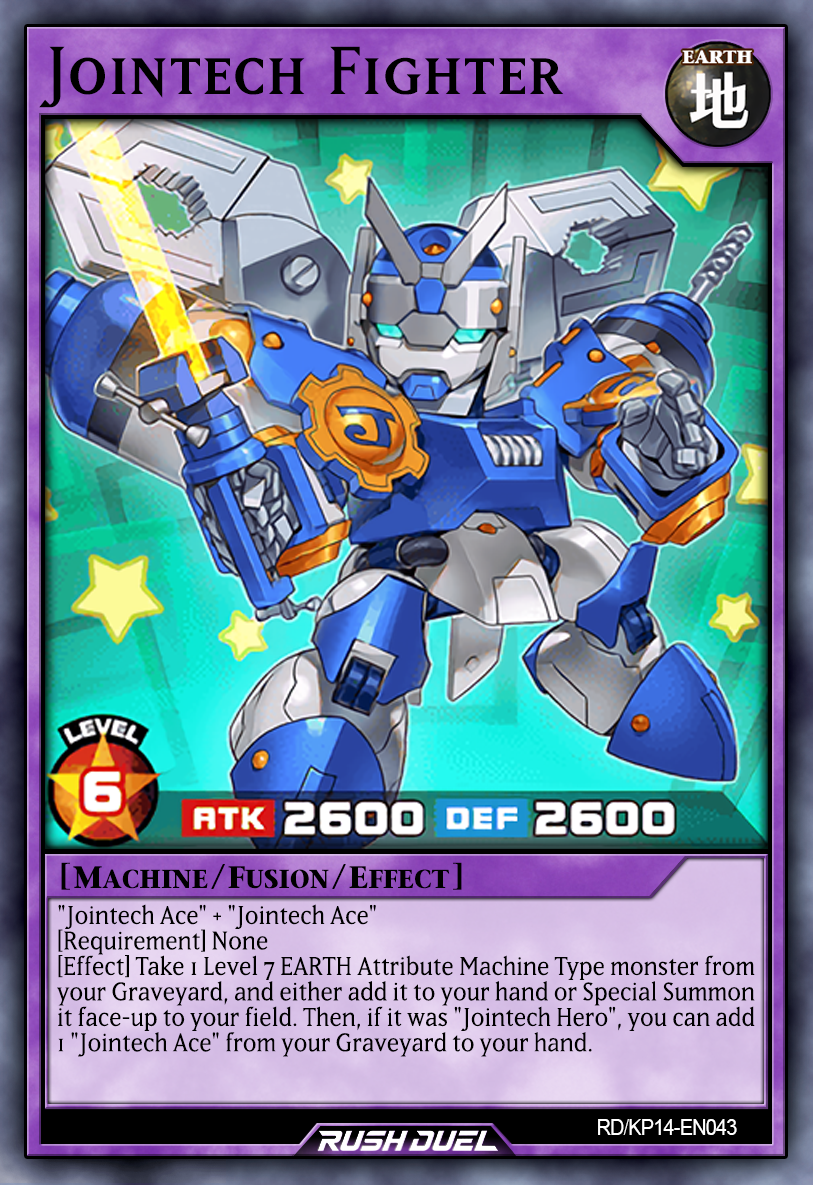 Jointech Fighter
EARTH
地
J
LEVEL
6
ATK 2600 DEF 2600
[Machine/Fusion/Effect]
"Jointech Ace" + "Jointech Ace"
[Requirement] None
[Effect] Take 1 Level 7 EARTH Attribute Machine Type monster from
your Graveyard, and either add it to your hand or Special Summon
it face-up to your field. Then, if it was "Jointech Hero", you can add
1 "Jointech Ace" from your Graveyard to your hand.
RD/KP14-EN043
RUSH DUEL